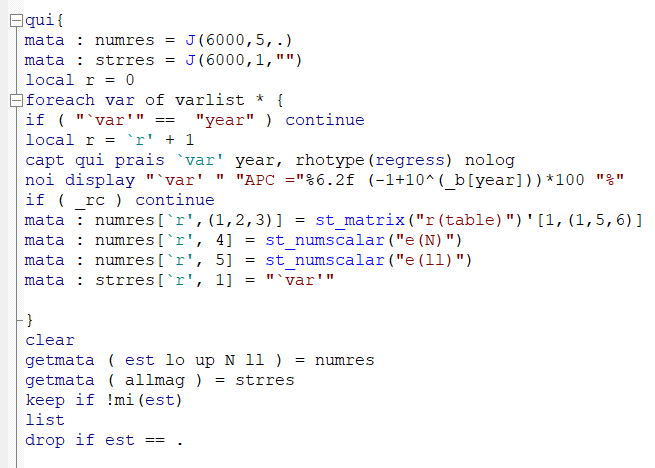 qui{
mata : numres = J(6000,5,.)
mata : strres = J(6000,1,"")
local r = 0
foreach var of varlist * {
if ( "`var'" ==  "year" ) continue
local r = `r' + 1
capt qui prais `var' year, rhotype(regress) nolog
noi display "`var' " "APC ="%6.2f (-1+10^(_b[year]))*100 "%"
if ( _rc ) continue
mata : numres[`r',(1,2,3)] = st_matrix("r(table)")'[1,(1,5,6)]
mata : numres[`r', 4] = st_numscalar("e(N)")
mata : numres[`r', 5] = st_numscalar("e(ll)")
mata : strres[`r', 1] = "`var'"
}
clear
getmata ( est lo up N ll ) = numres
getmata ( allmag ) = strres
keep if !mi(est)
list
drop if est == .